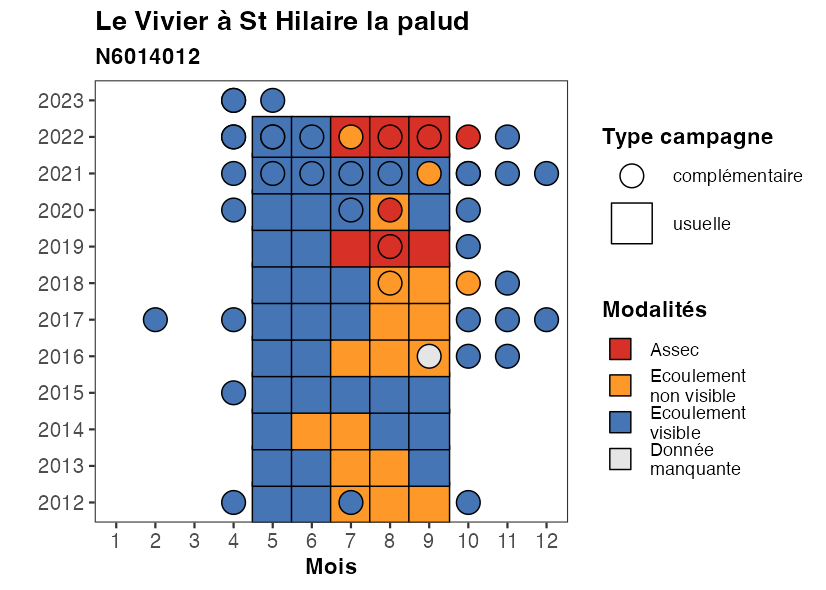 Le Vivier à St Hilaire la palud
N6014012
2023
2022
2021
2020
2019
2018
2017
2016
2015
2014
2013
2012
1 2 3 4 5 6 7 8 9 10 11 12
Mois
Type campagne
complémentaire
usuelle
Modalités
Assec
Ecoulement
non visible
Ecoulement
visible
Donnée
manquante